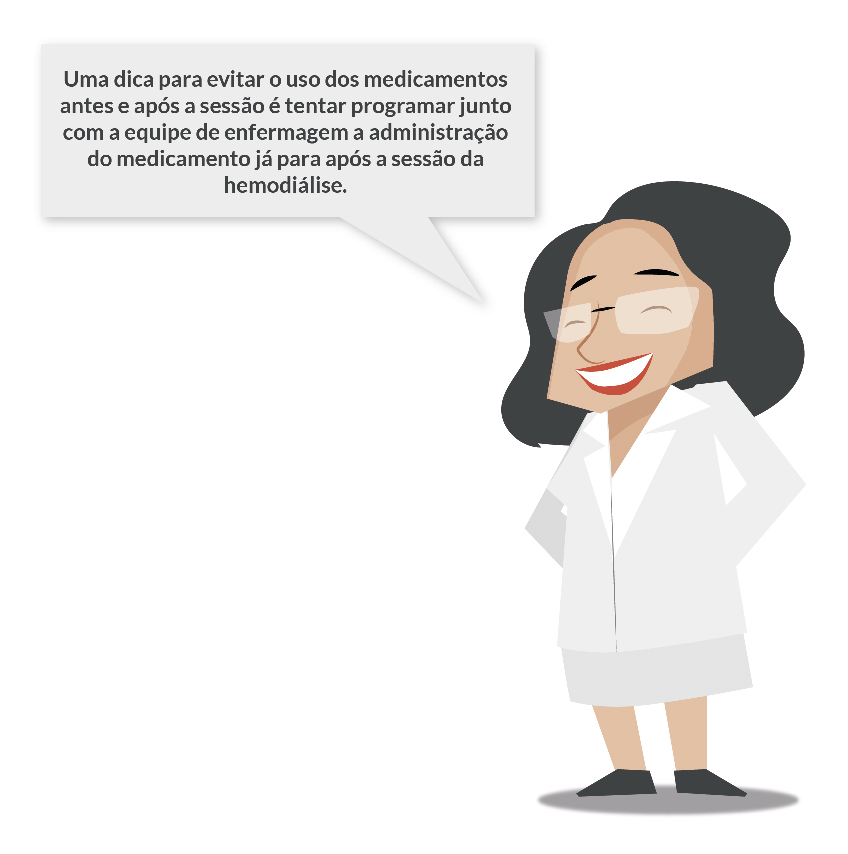 Uma dica para evitar o uso dos medicamentos
antes e após a sessão é tentar programar junto
com a equipe de enfermagem a administração
do medicamento já para após a sessão da
hemodiálise.